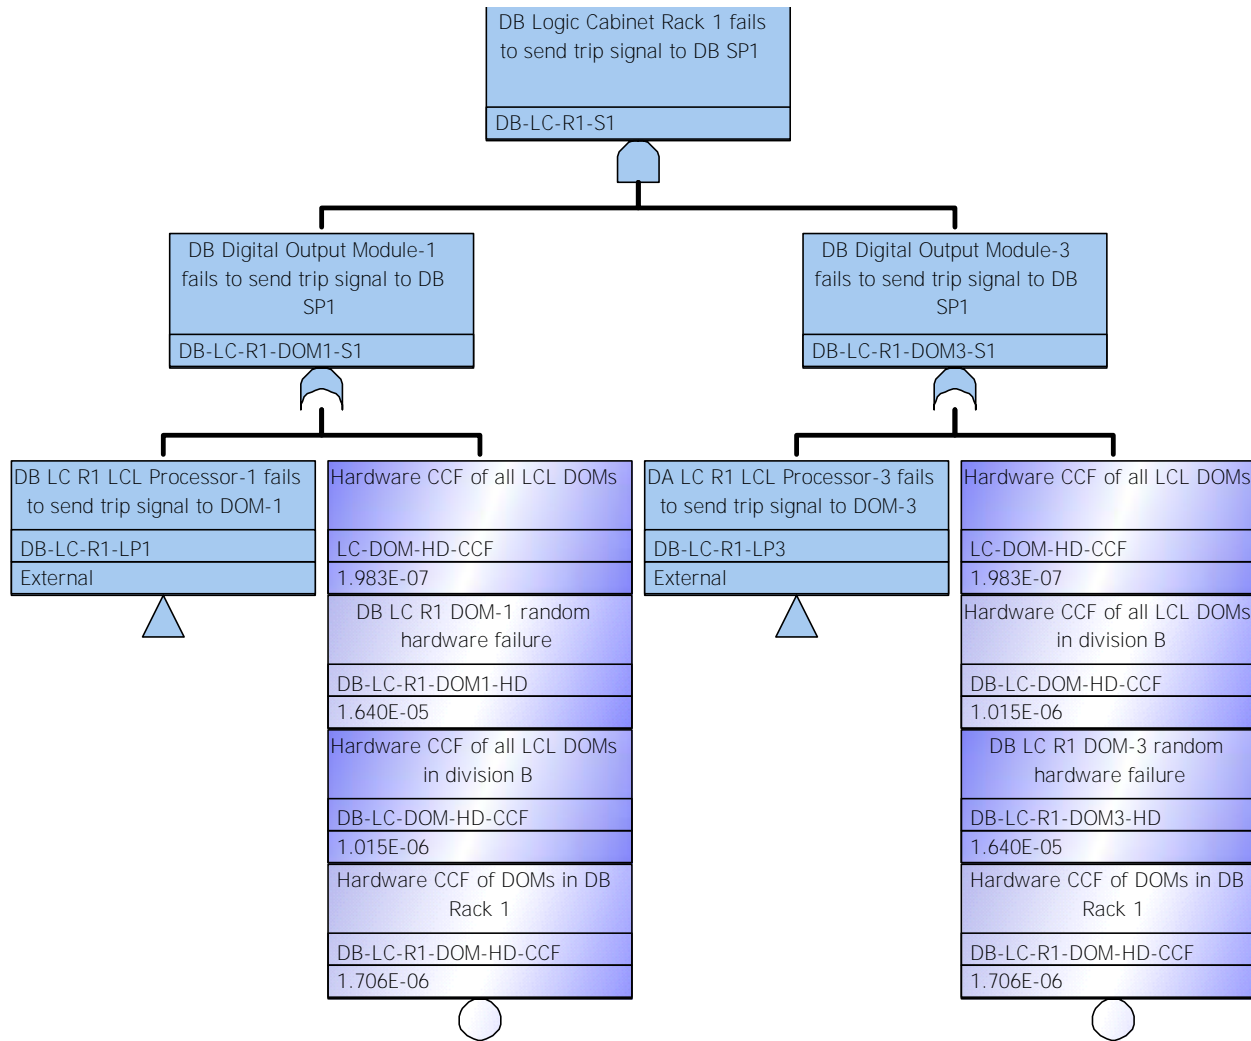 DB Logic Cabinet Rack 1 fails
to send trip signal to DB SP1
DB-LC-R1-S1
DB Digital Output Module-1
fails to send trip signal to DB
SP1
DB-LC-R1-DOM1-S1
DB Digital Output Module-3
fails to send trip signal to DB
SP1
DB-LC-R1-DOM3-S1
DB LC R1 LCL Processor-1 fails
to send trip signal to DOM-1
DB-LC-R1-LP1
External
Hardware CCF of all LCL DOMs
LC-DOM-HD-CCF
1.983E-07
DB LC R1 DOM-1 random
hardware failure
DB-LC-R1-DOM1-HD
1.640E-05
Hardware CCF of all LCL DOMs
in division B
DB-LC-DOM-HD-CCF
1.015E-06
Hardware CCF of DOMs in DB
Rack 1
DB-LC-R1-DOM-HD-CCF
1.706E-06
DA LC R1 LCL Processor-3 fails
to send trip signal to DOM-3
DB-LC-R1-LP3
External
Hardware CCF of all LCL DOMs
LC-DOM-HD-CCF
1.983E-07
Hardware CCF of all LCL DOMs
in division B
DB-LC-DOM-HD-CCF
1.015E-06
DB LC R1 DOM-3 random
hardware failure
DB-LC-R1-DOM3-HD
1.640E-05
Hardware CCF of DOMs in DB
Rack 1
DB-LC-R1-DOM-HD-CCF
1.706E-06